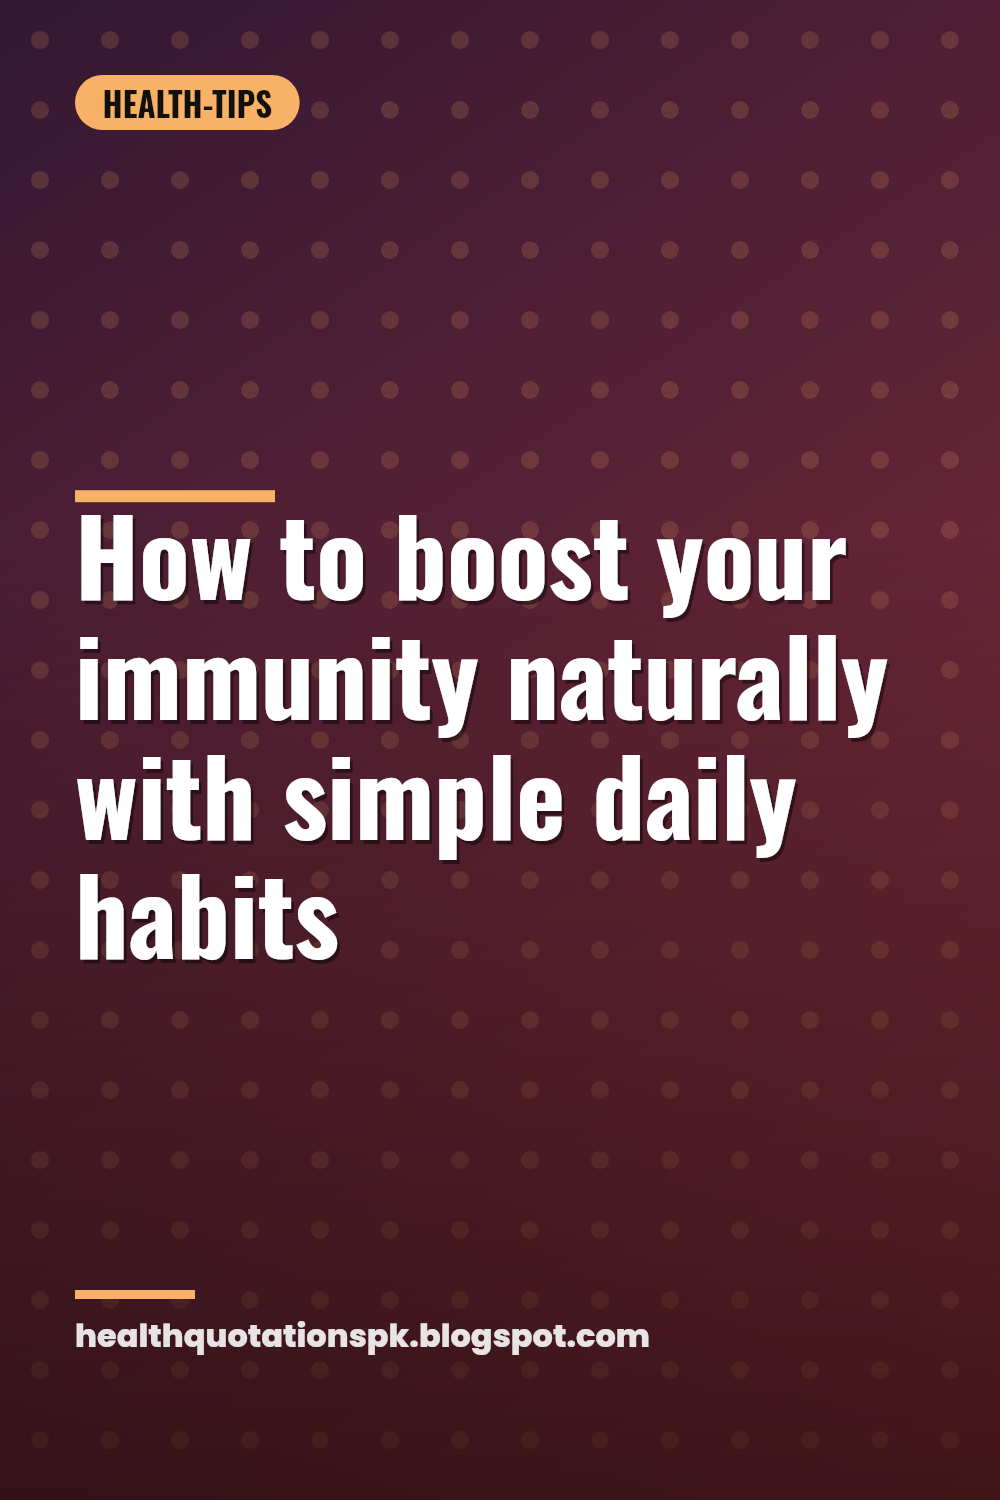 HEALTH-TIPS
How to boost your
immunity naturally
with simple daily
habits
healthquotationspk.blogspot.com